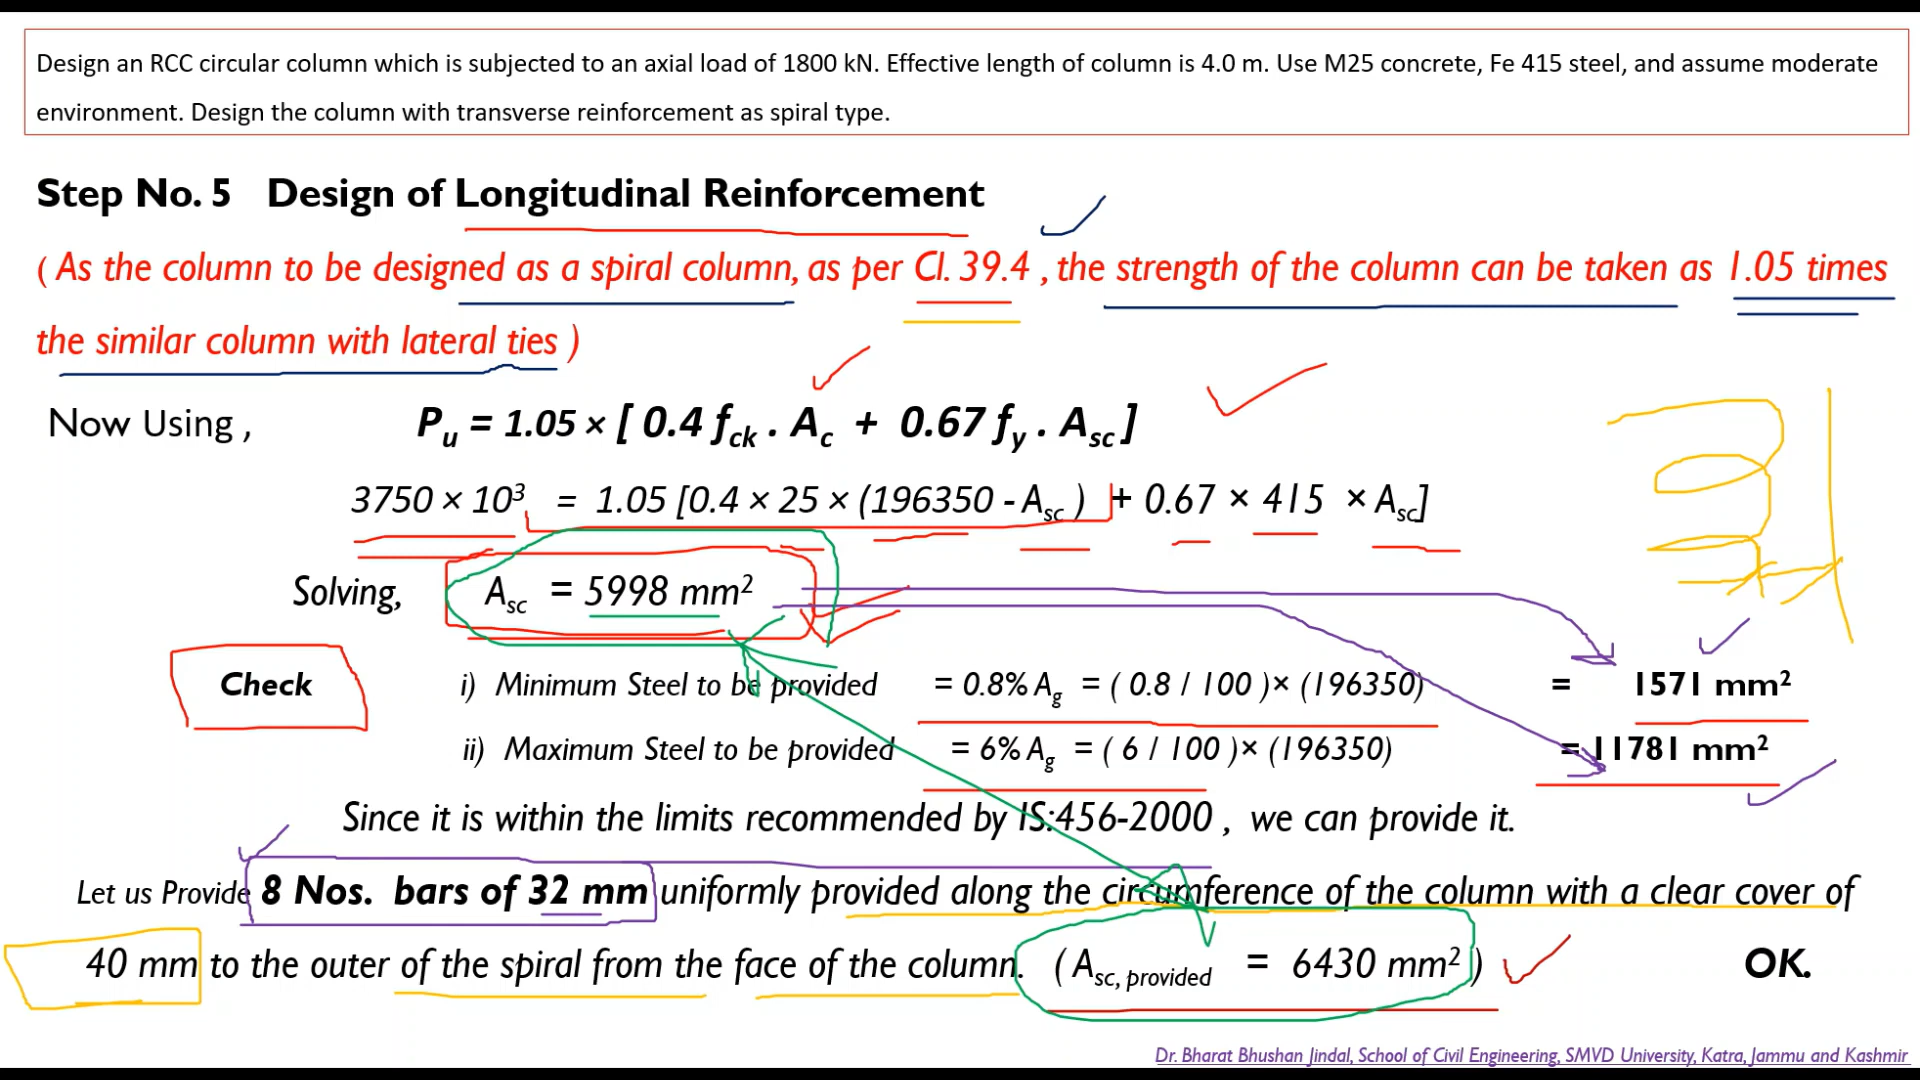 Design an RCC circular column which is subjected to an axial load of 1800 kN. Effective length of column is 4.0 m. Use M25 concrete, Fe 415 steel, and assume moderate
environment. Design the column with transverse reinforcement as spiral type.
Step No. 5 Design of Longitudinal Reinforcement
( As the column to be designed as a spiral column, as per Cl. 39.4 , the strength of the column can be taken as 1.05 times
the similar column with lateral ties )
Now Using , Pu = 1.05 × [ 0.4 fck . Ac + 0.67 fy . Asc ]
3750 × 10³ = 1.05 [0.4 × 25 × (196350 - Asc ) + 0.67 × 415 × Asc]
Solving, Asc = 5998 mm²
Check i) Minimum Steel to be provided = 0.8% Ag = ( 0.8 / 100 )× (196350) = 1571 mm²
ii) Maximum Steel to be provided = 6% Ag = ( 6 / 100 )× (196350) = 11781 mm²
Since it is within the limits recommended by IS:456-2000 , we can provide it.
Let us Provide 8 Nos. bars of 32 mm uniformly provided along the circumference of the column with a clear cover of
40 mm to the outer of the spiral from the face of the column. ( Asc, provided = 6430 mm² ) OK.
Dr. Bharat Bhushan Jindal, School of Civil Engineering, SMVD University, Katra, Jammu and Kashmir